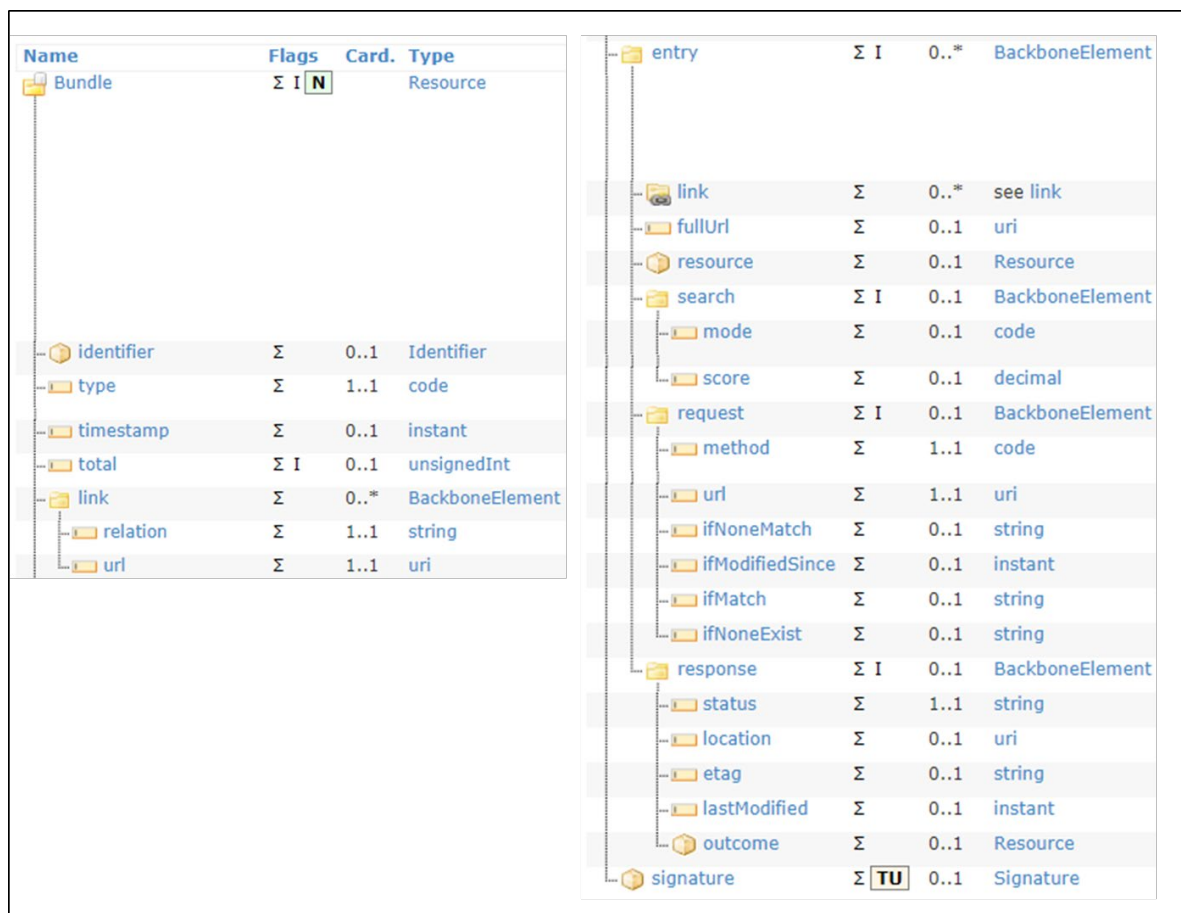 Name Flags Card. Type
Bundle Σ I N Resource
identifier Σ 0..1 Identifier
type Σ 1..1 code
timestamp Σ 0..1 instant
total Σ I 0..1 unsignedInt
link Σ 0..* BackboneElement
relation Σ 1..1 string
url Σ 1..1 uri
entry Σ I 0..* BackboneElement
link Σ 0..* see link
fullUrl Σ 0..1 uri
resource Σ 0..1 Resource
search Σ I 0..1 BackboneElement
mode Σ 0..1 code
score Σ 0..1 decimal
request Σ I 0..1 BackboneElement
method Σ 1..1 code
url Σ 1..1 uri
ifNoneMatch Σ 0..1 string
ifModifiedSince Σ 0..1 instant
ifMatch Σ 0..1 string
ifNoneExist Σ 0..1 string
response Σ I 0..1 BackboneElement
status Σ 1..1 string
location Σ 0..1 uri
etag Σ 0..1 string
lastModified Σ 0..1 instant
outcome Σ 0..1 Resource
signature Σ TU 0..1 Signature